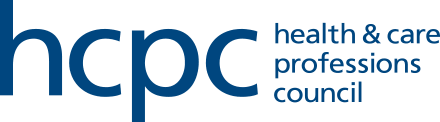 hcpc
health & care
professions
council